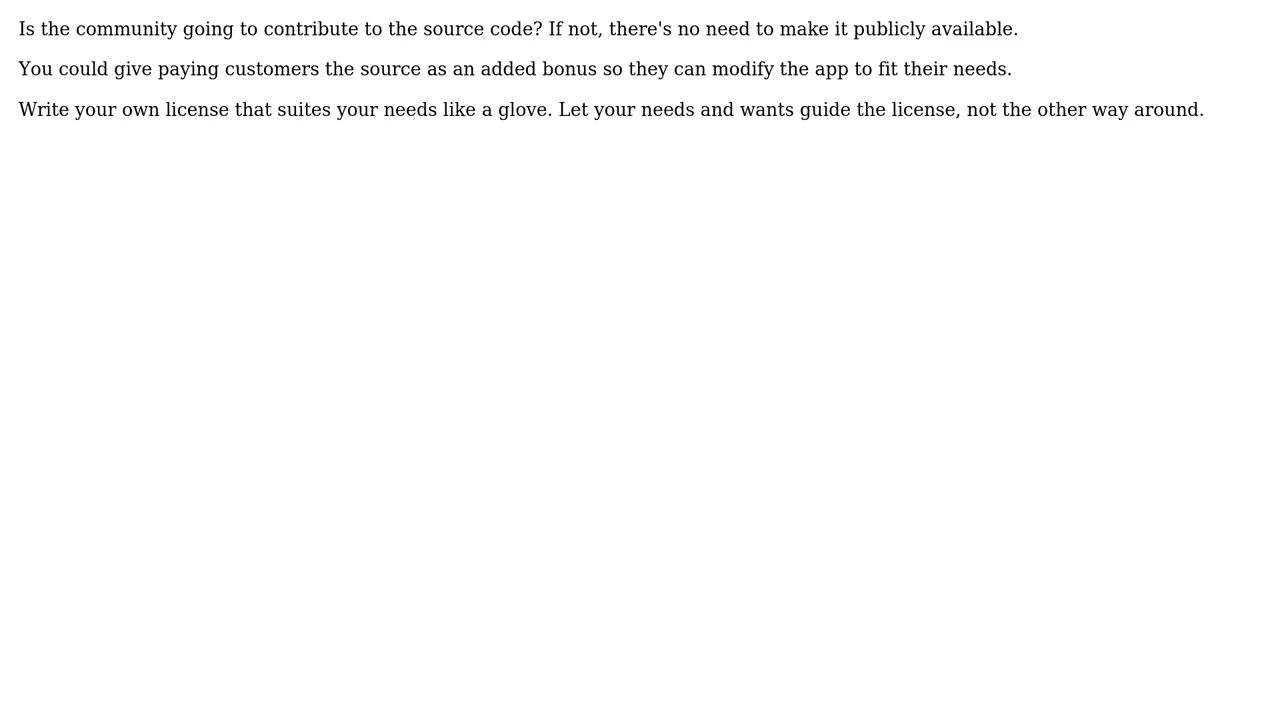 Is the community going to contribute to the source code? If not, there's no need to make it publicly available.
You could give paying customers the source as an added bonus so they can modify the app to fit their needs.
Write your own license that suites your needs like a glove. Let your needs and wants guide the license, not the other way around.